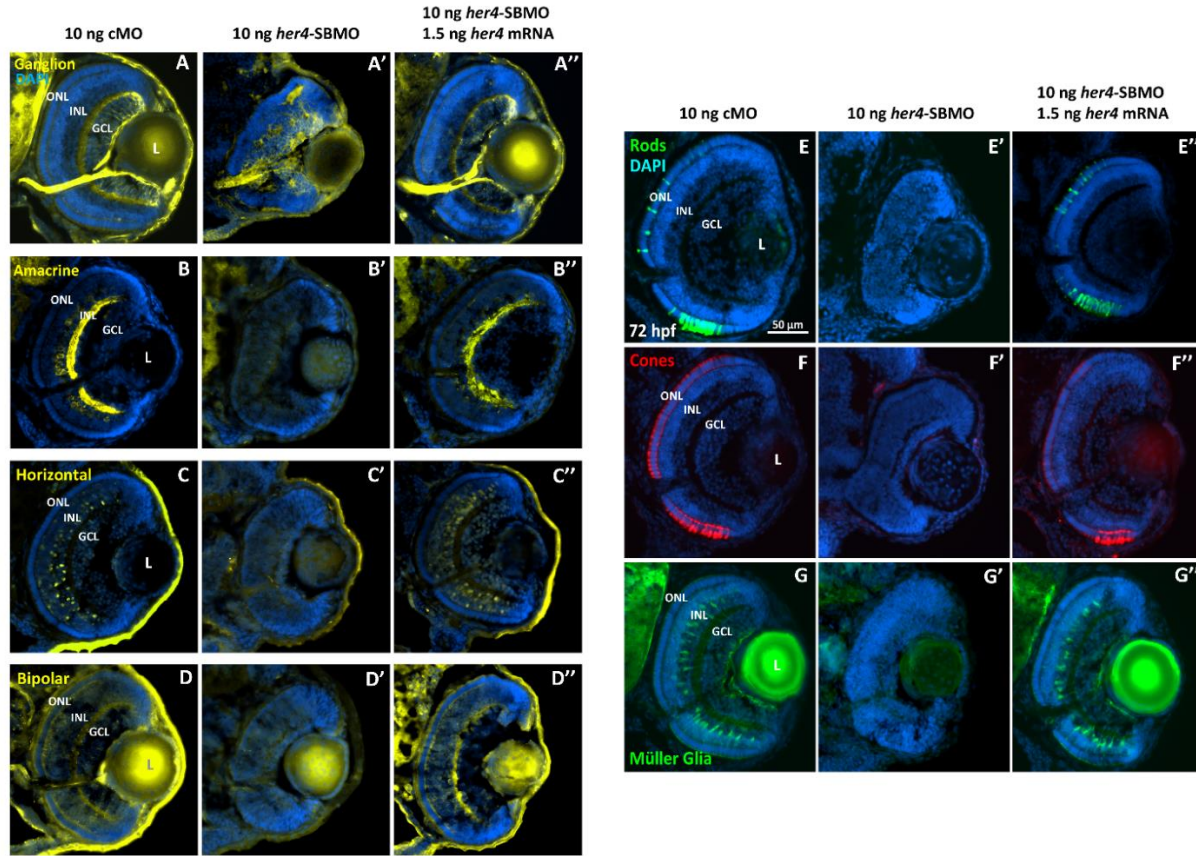 10 ng cMO
10 ng her4-SBMO
10 ng her4-SBMO
1.5 ng her4 mRNA
Ganglion
DAPI
ONL
INL
GCL
L
A
A’
A’’
Amacrine
ONL
INL
GCL
L
B
B’
B’’
Horizontal
ONL
INL
GCL
L
C
C’
C’’
Bipolar
ONL
INL
GCL
L
D
D’
D’’
10 ng cMO
10 ng her4-SBMO
10 ng her4-SBMO
1.5 ng her4 mRNA
Rods
DAPI
ONL
INL
GCL
L
72 hpf
50 µm
E
E’
E’’
Cones
ONL
INL
GCL
L
F
F’
F’’
ONL
INL
GCL
L
Müller Glia
G
G’
G’’